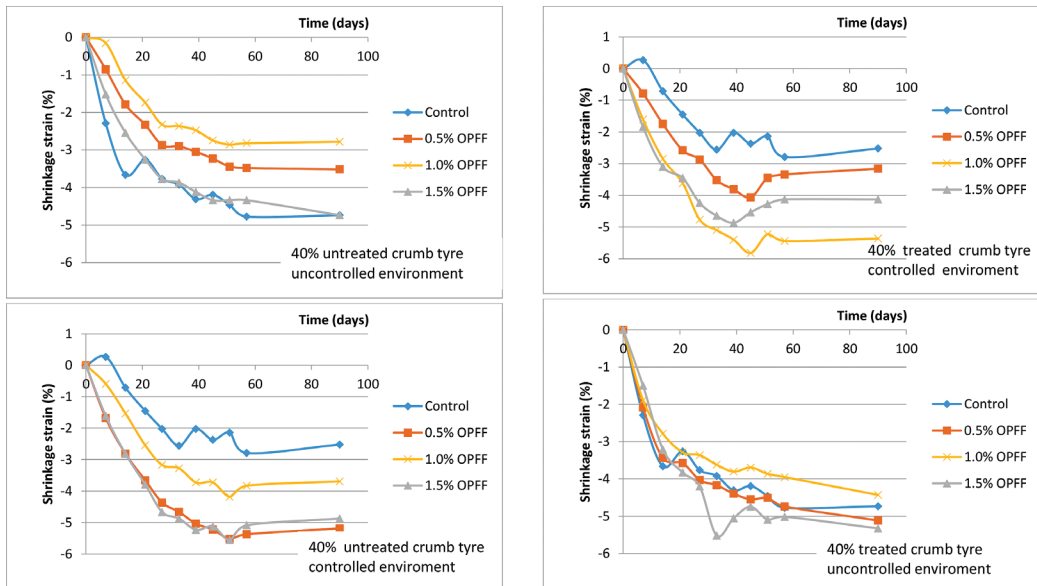 Time (days)
0
0 20 40 60 80 100
-1
-2
-3
-4
-5
-6
Shrinkage strain (%)
Control
0.5% OPFF
1.0% OPFF
1.5% OPFF
40% untreated crumb tyre
uncontrolled environment
Time (days)
1
0
0 20 40 60 80 100
-1
-2
-3
-4
-5
-6
Shrinkage strain (%)
Control
0.5% OPFF
1.0% OPFF
1.5% OPFF
40% treated crumb tyre
controlled enviroment
Time (days)
1
0
0 20 40 60 80 100
-1
-2
-3
-4
-5
-6
Shrinkage strain (%)
Control
0.5% OPFF
1.0% OPFF
1.5% OPFF
40% untreated crumb tyre
controlled enviroment
Time (days)
0
0 20 40 60 80 100
-1
-2
-3
-4
-5
-6
Shrinkage strain (%)
Control
0.5% OPFF
1.0% OPFF
1.5% OPFF
40% treated crumb tyre
uncontrolled environment